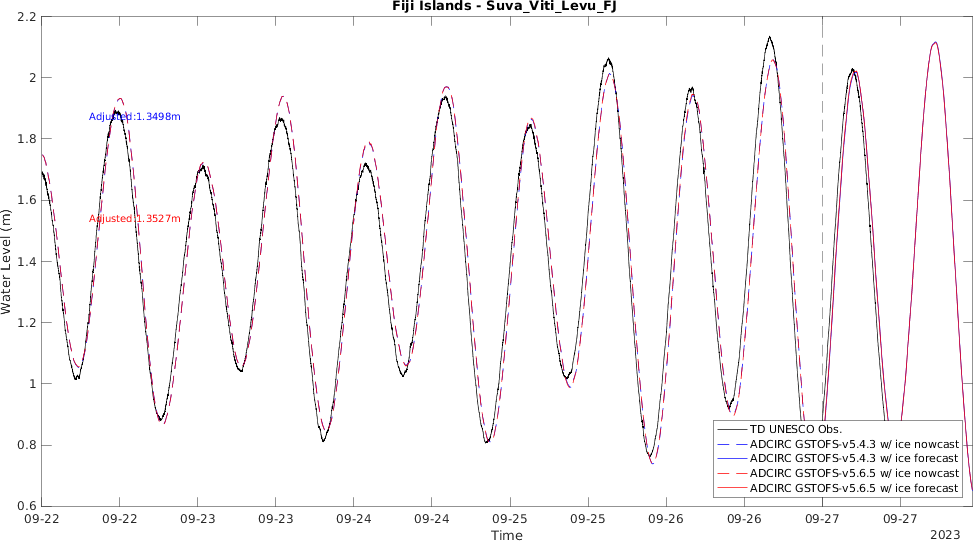 Fiji Islands - Suva_Viti_Levu_FJ
2.2
2
1.8
1.6
1.4
1.2
1
0.8
0.6
Water Level (m)
Adjusted:1.3498m
Adjusted:1.3527m
TD UNESCO Obs.
ADCIRC GSTOFS-v5.4.3 w/ ice nowcast
ADCIRC GSTOFS-v5.4.3 w/ ice forecast
ADCIRC GSTOFS-v5.6.5 w/ ice nowcast
ADCIRC GSTOFS-v5.6.5 w/ ice forecast
09-22 09-22 09-23 09-23 09-24 09-24 09-25 09-25 09-26 09-26 09-27 09-27
Time
2023